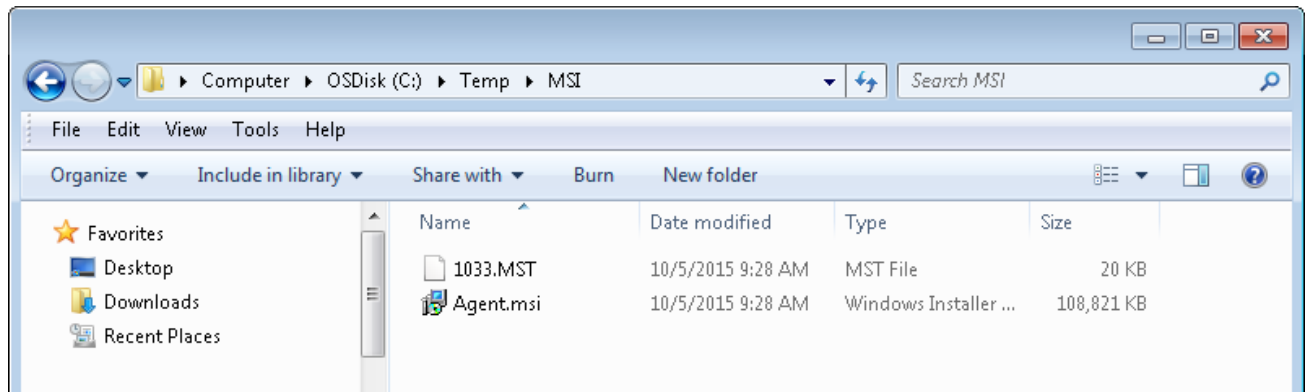 Computer OSDisk (C:) Temp MSI Search MSI
File Edit View Tools Help
Organize Include in library Share with Burn New folder
Name Date modified Type Size
Favorites
Desktop 1033.MST 10/5/2015 9:28 AM MST File 20 KB
Downloads Agent.msi 10/5/2015 9:28 AM Windows Installer ... 108,821 KB
Recent Places